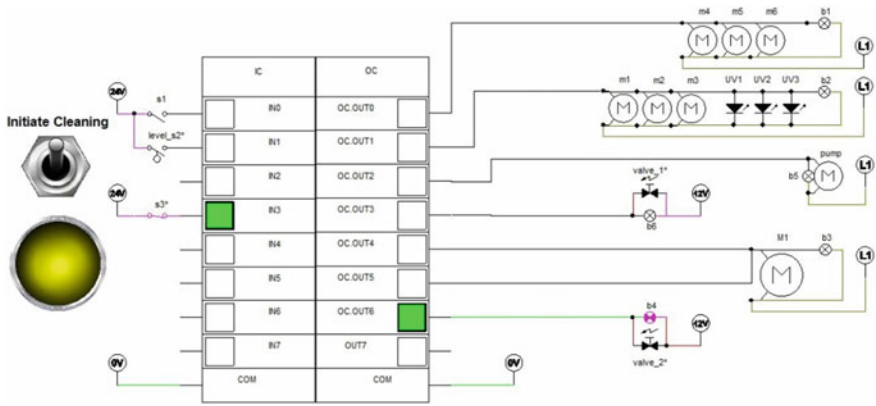 m4 m5 m6 b1
M M M
L1
IC OC
24V
s1
IN0 OC.OUT0
m1 m2 m3 UV1 UV2 UV3 b2
L1
M M M
Initiate Cleaning
level_s2*
IN1 OC.OUT1
pump
IN2 OC.OUT2
valve_1*
b5 M
L1
24V
s3*
IN3 OC.OUT3
12V
b6
IN4 OC.OUT4
M1 b3
L1
IN5 OC.OUT5
M
IN6 OC.OUT6
b4
12V
IN7 OUT7
valve_2*
0V 0V
COM COM